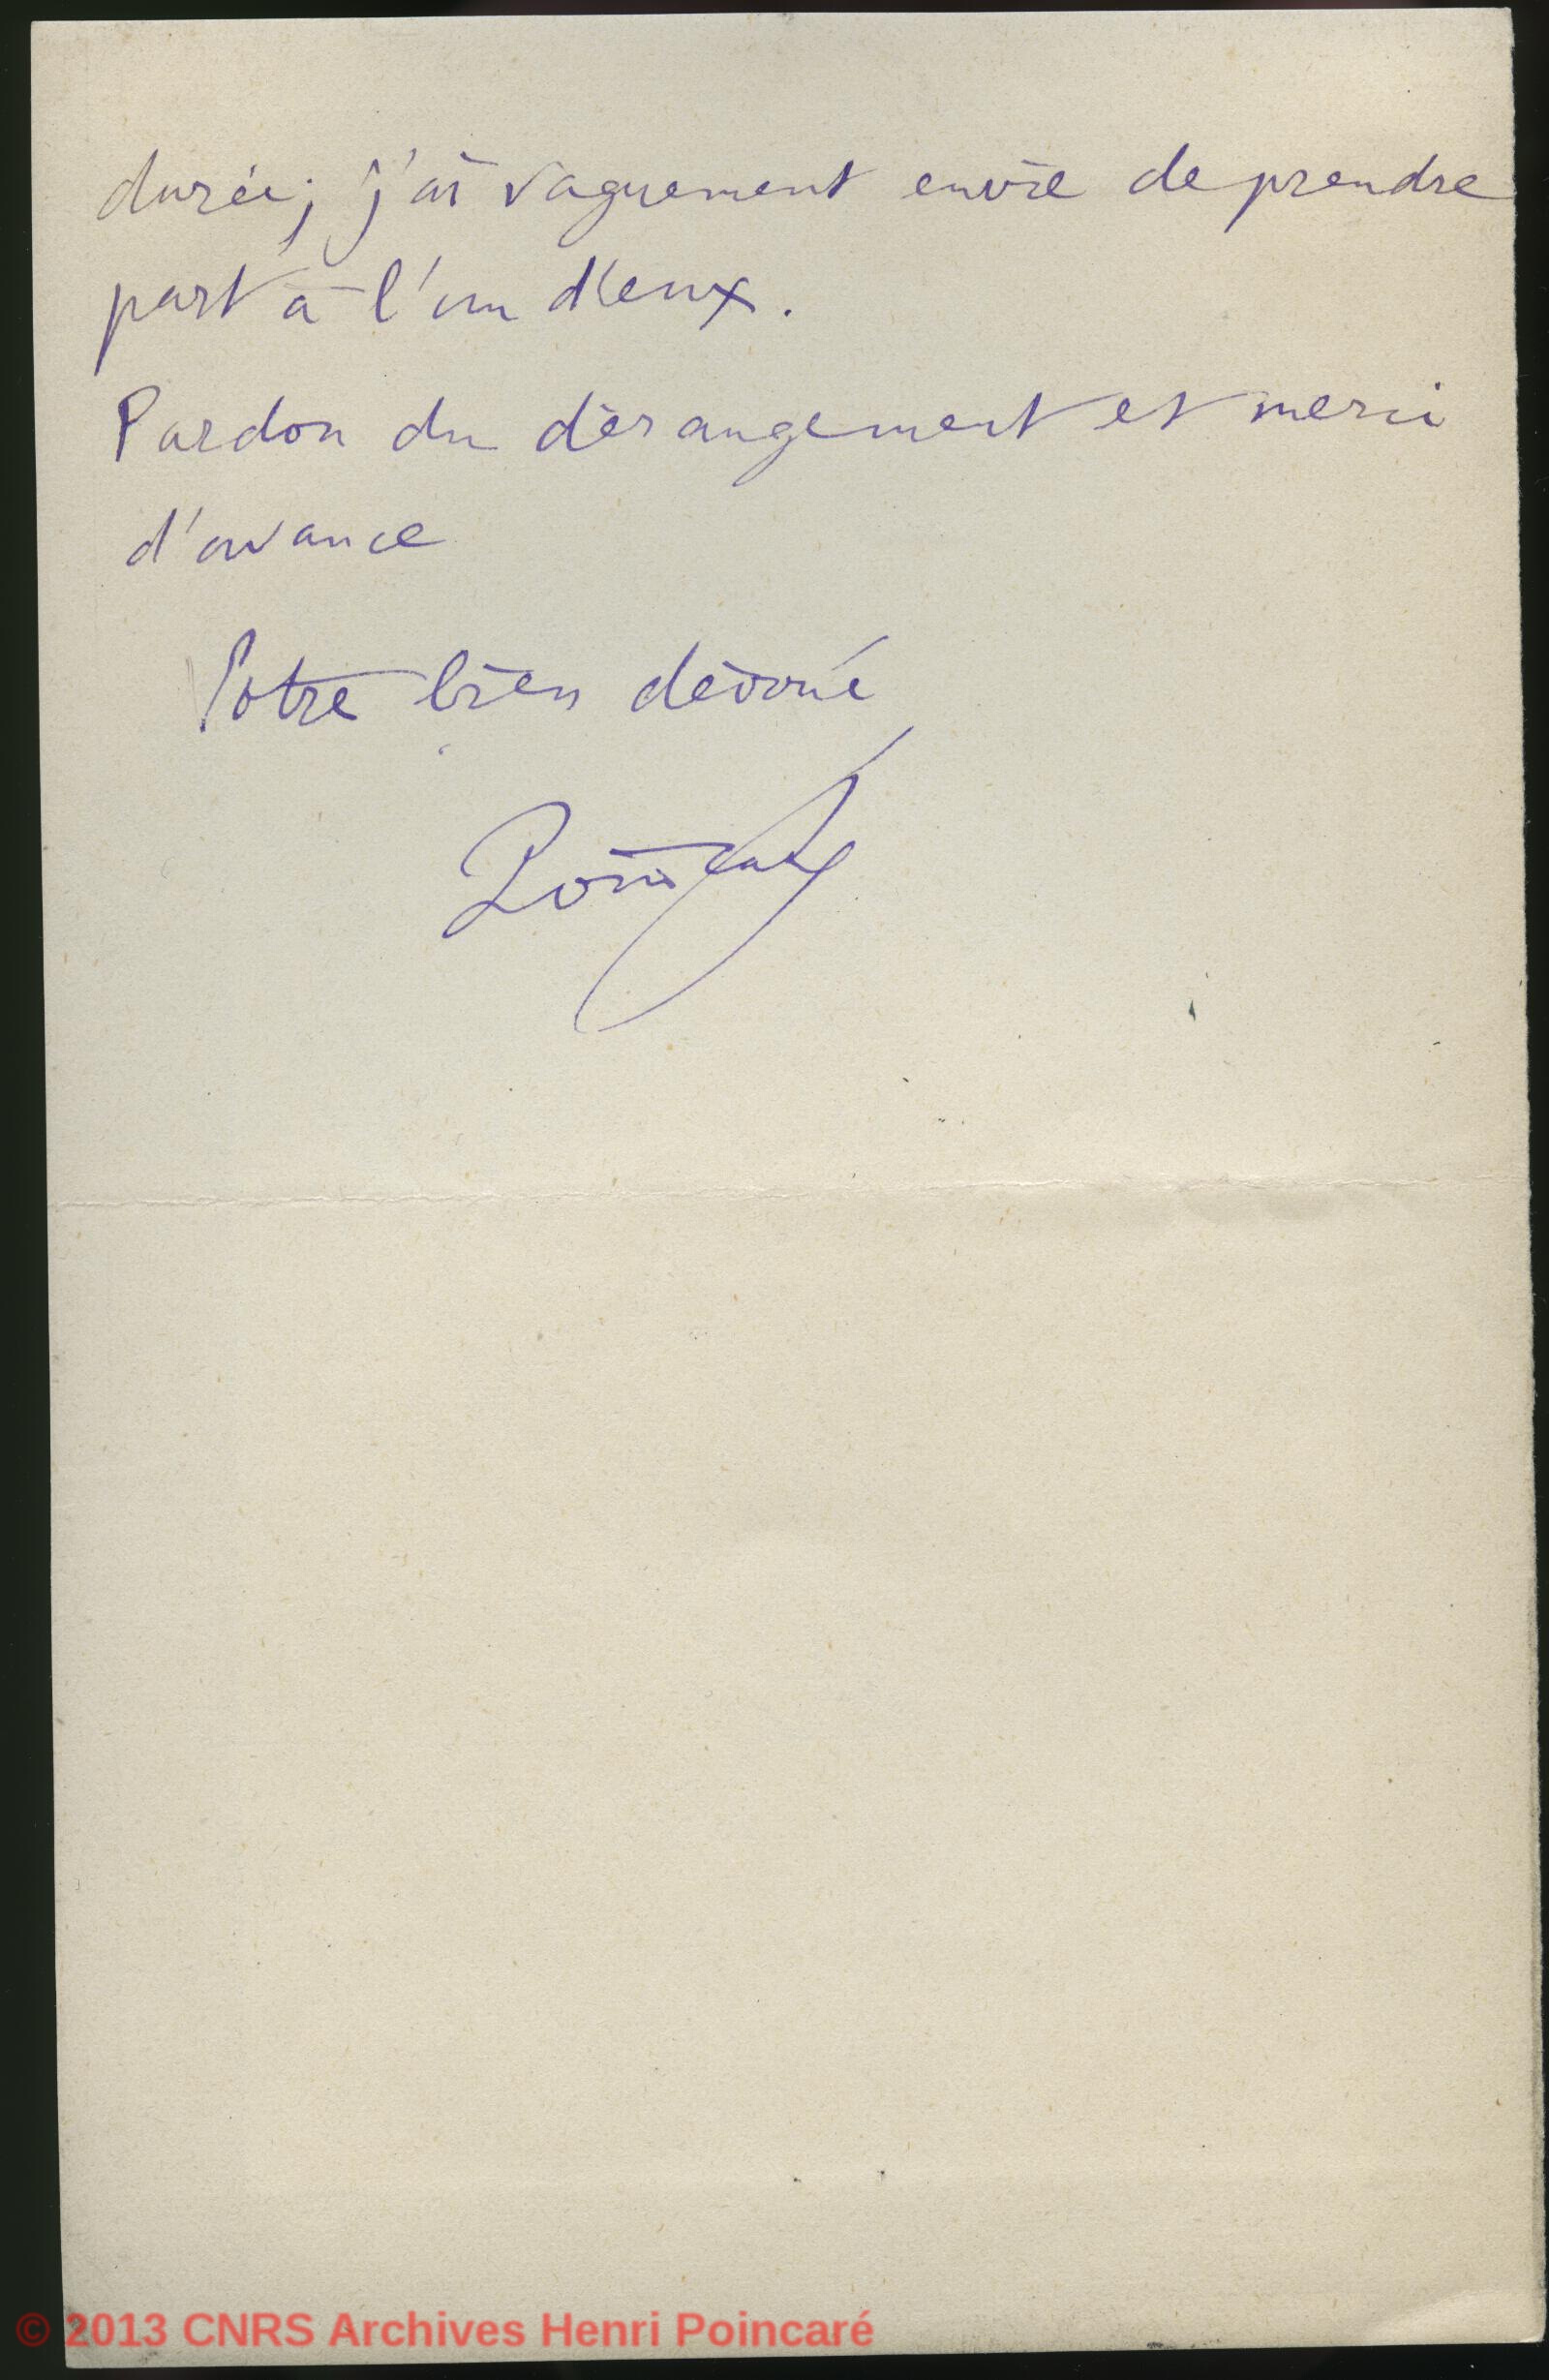 durée; j'ai vaguement envie de prendre
part à l'un d'eux.
Pardon du dérangement et merci
d'avance
Votre bien dévoué
Poincaré
© 2013 CNRS Archives Henri Poincaré